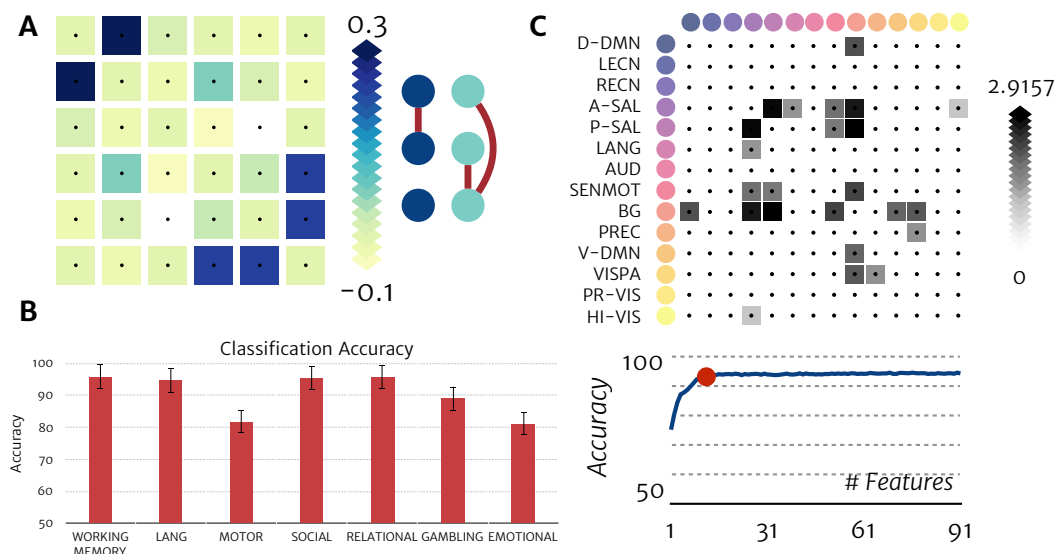 A
0.3
−0.1
B
Classification Accuracy
Accuracy
100
90
80
70
60
50
WORKING MEMORY
LANG
MOTOR
SOCIAL
RELATIONAL
GAMBLING
EMOTIONAL
C
D-DMN
LECN
RECN
A-SAL
P-SAL
LANG
AUD
SENMOT
BG
PREC
V-DMN
VISPA
PR-VIS
HI-VIS
2.9157
0
Accuracy
100
50
# Features
1
31
61
91